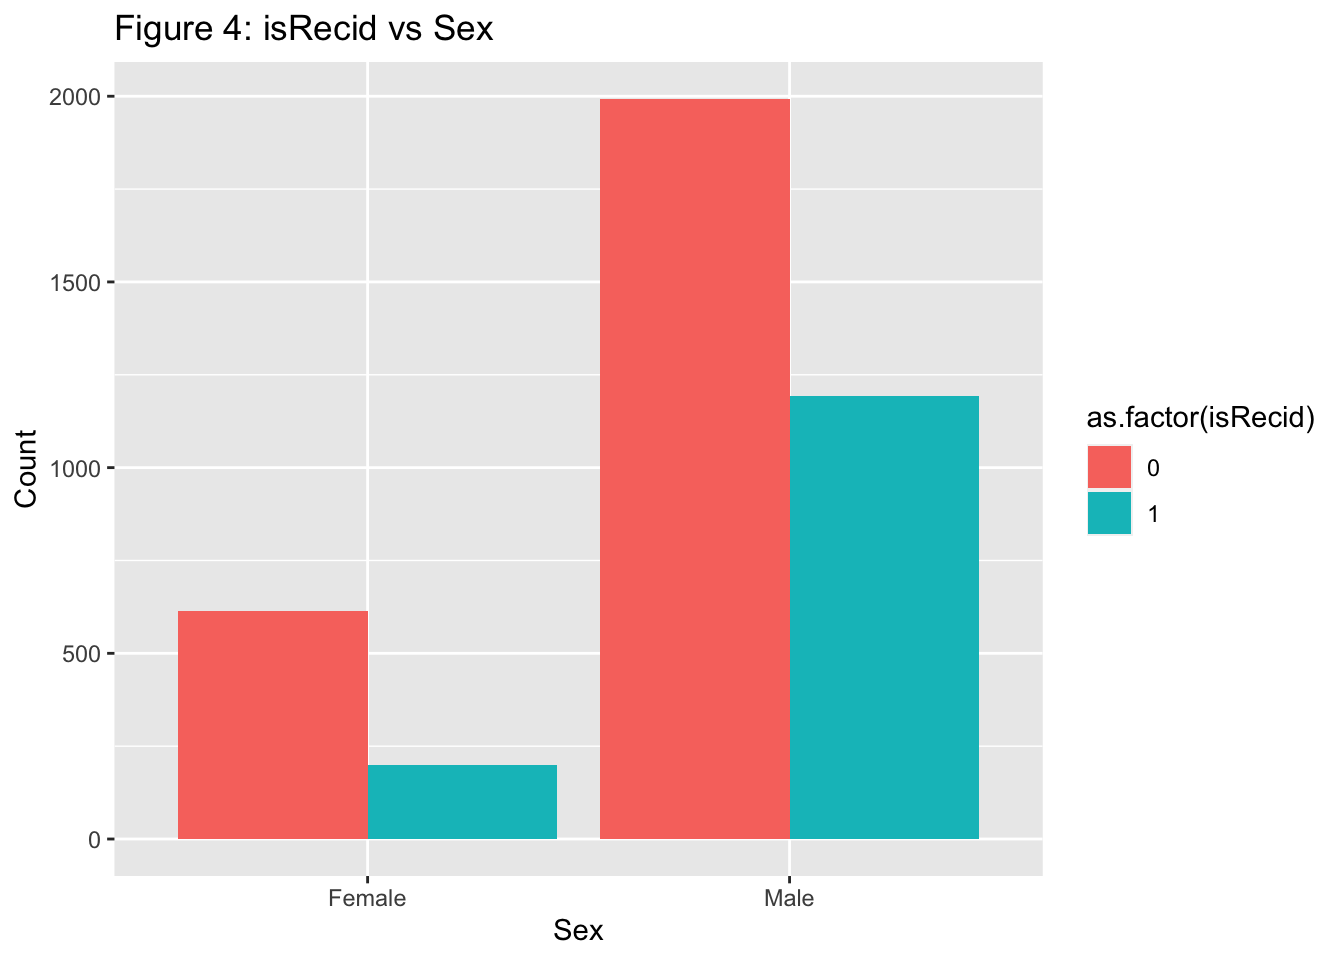 Figure 4: isRecid vs Sex
2000
1500
1000
500
0
Count
Female
Male
Sex
as.factor(isRecid)
0
1